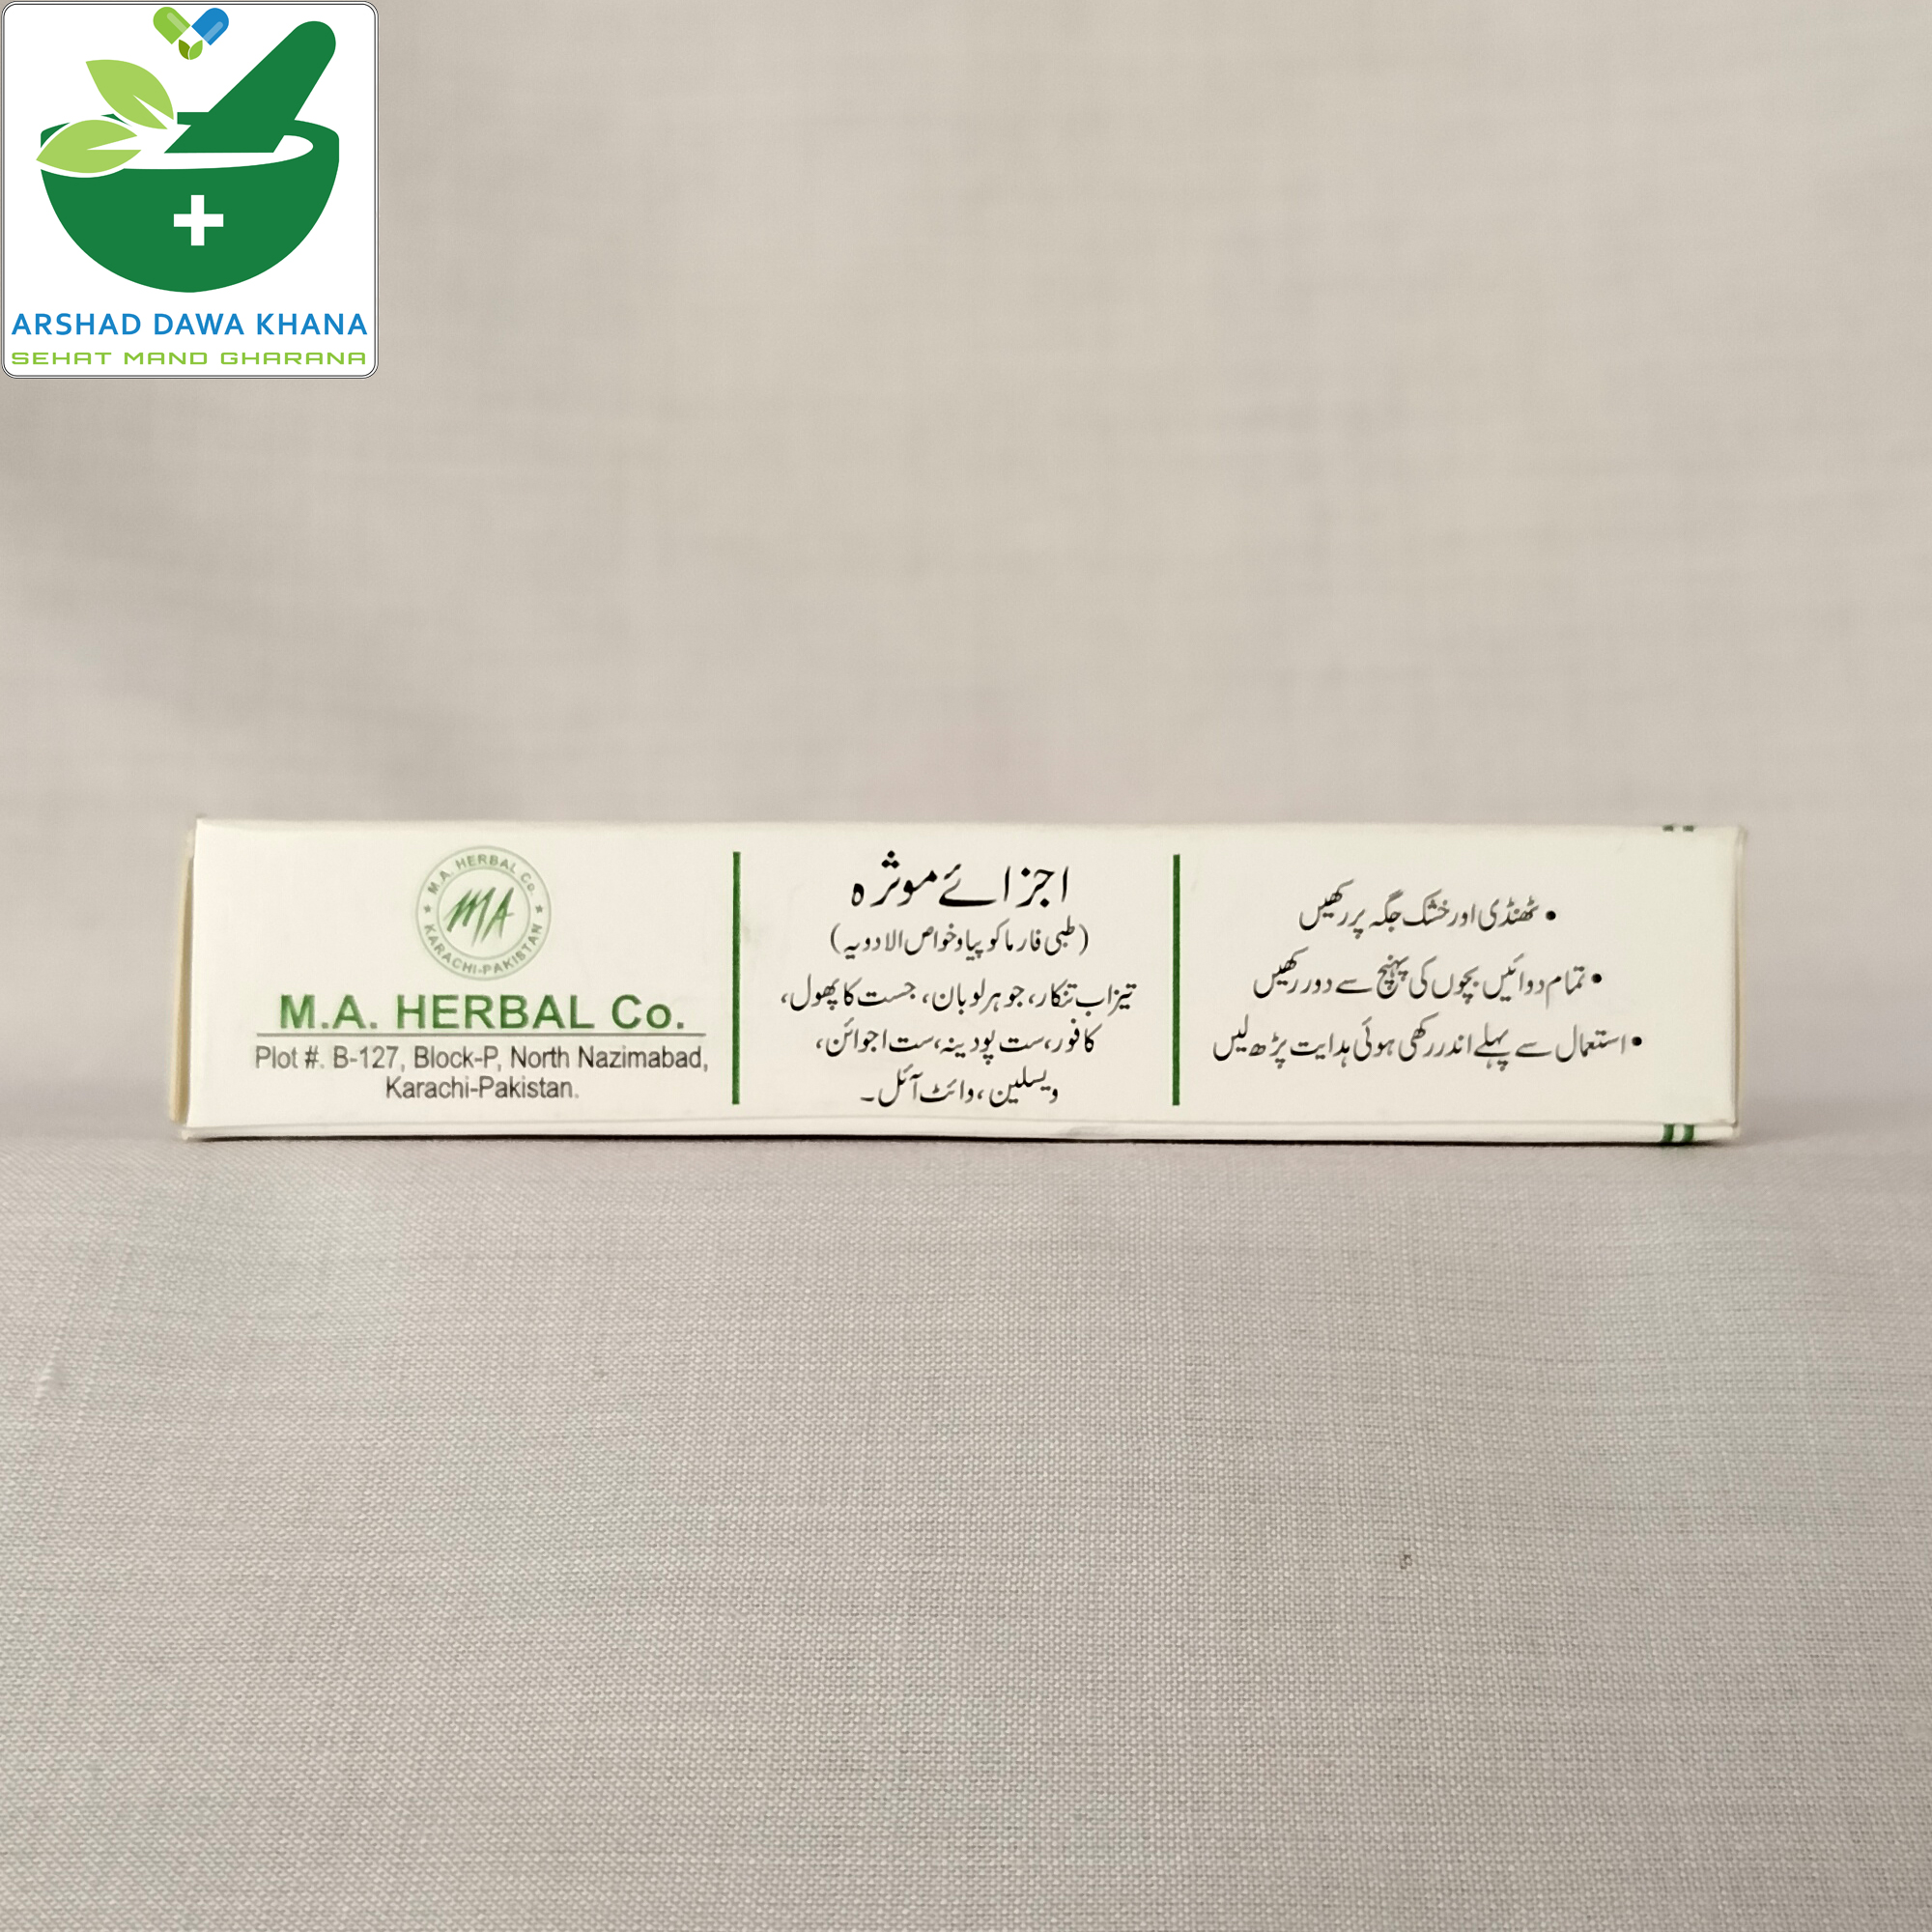 ARSHAD DAWA KHANA
SEHAT MAND GHARANA
M.A. HERBAL Co.
KARACHI-PAKISTAN
MA
M.A. HERBAL Co.
Plot #. B-127, Block-P, North Nazimabad,
Karachi-Pakistan.
اجزائے موثرہ
(طبی فارماکوپیا وخواص الادویہ)
تیزاب تنکار، جوہر لوبان، جست کا پھول،
کافور، ست پودینہ، ست اجوائن،
ویسلین، وائٹ آئل۔
• ٹھنڈی اور خشک جگہ پر رکھیں
• تمام دوائیں بچوں کی پہنچ سے دور رکھیں
• استعمال سے پہلے اندر رکھی ہوئی ہدایت پڑھ لیں